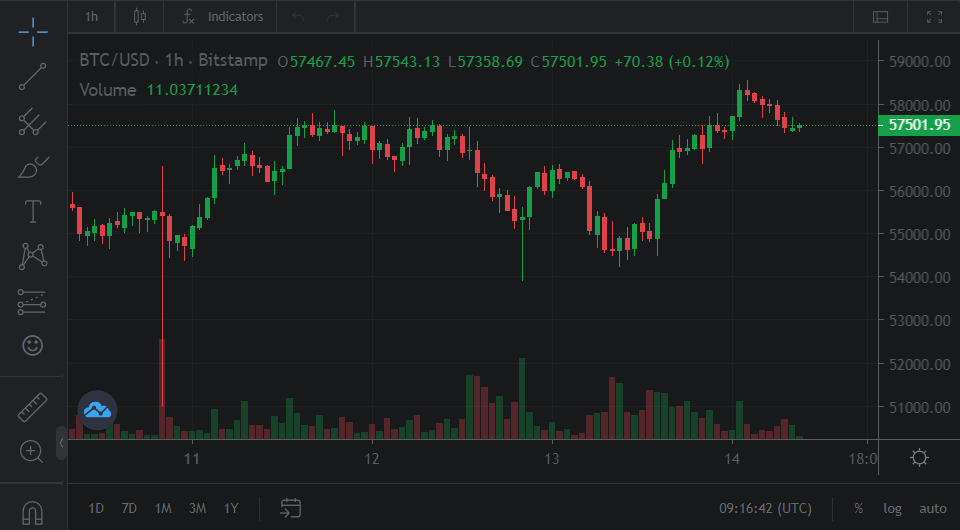 1h Indicators
BTC/USD · 1h · Bitstamp O57467.45 H57543.13 L57358.69 C57501.95 +70.38 (+0.12%)
Volume 11.03711234
59000.00
58000.00
57501.95
57000.00
56000.00
55000.00
54000.00
53000.00
52000.00
51000.00
11 12 13 14 18:0
1D 7D 1M 3M 1Y 09:16:42 (UTC) % log auto